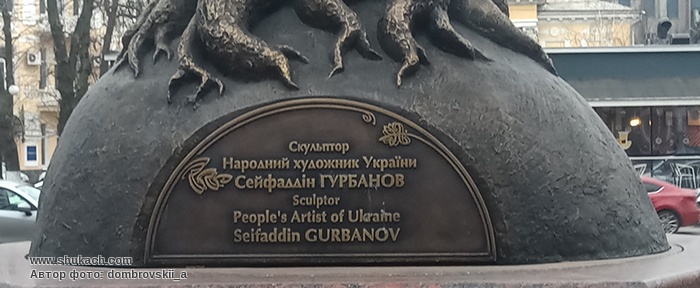 Скульптор
Народний художник України
Сейфаддін ГУРБАНОВ
Sculptor
People's Artist of Ukraine
Seifaddin GURBANOV
www.shukach.com
Автор фото: dombrovskii_a